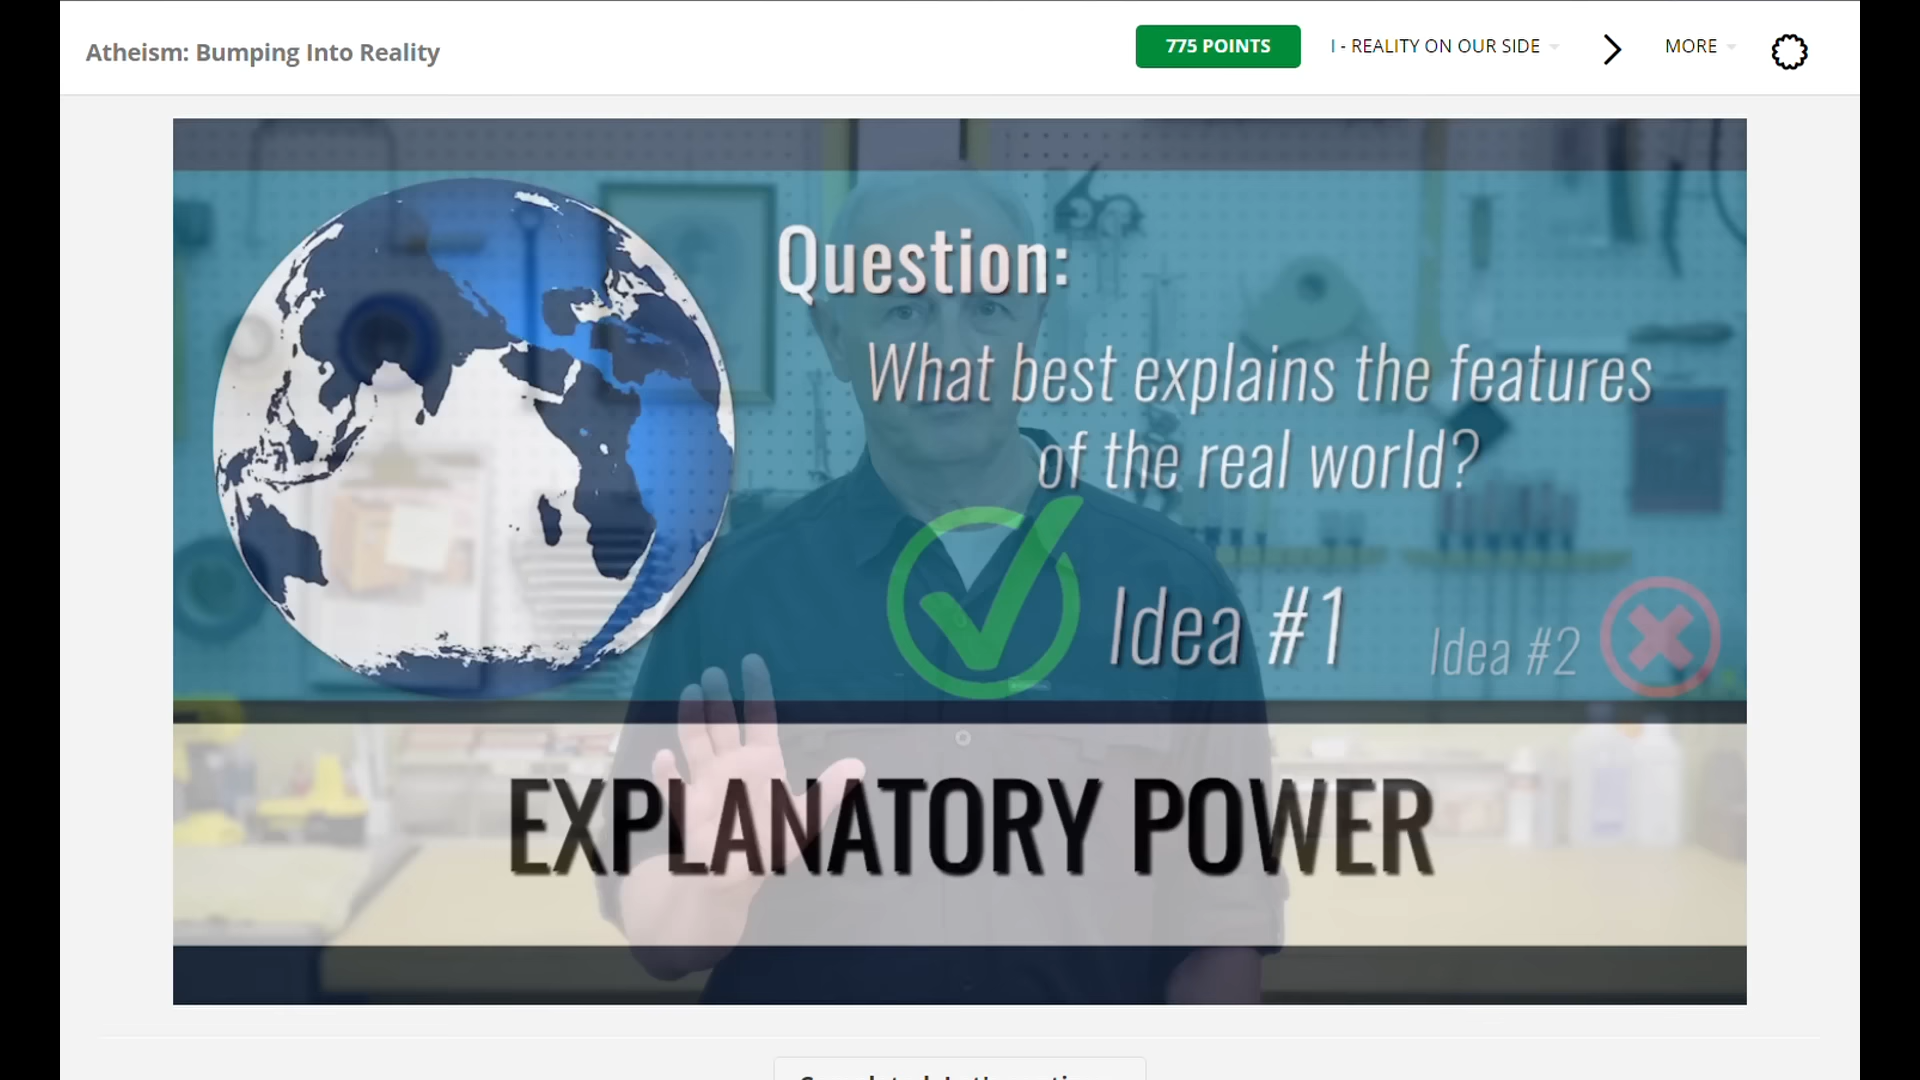 Atheism: Bumping Into Reality
775 POINTS
I - REALITY ON OUR SIDE
MORE
Question:
What best explains the features
of the real world?
Idea #1
Idea #2
EXPLANATORY POWER